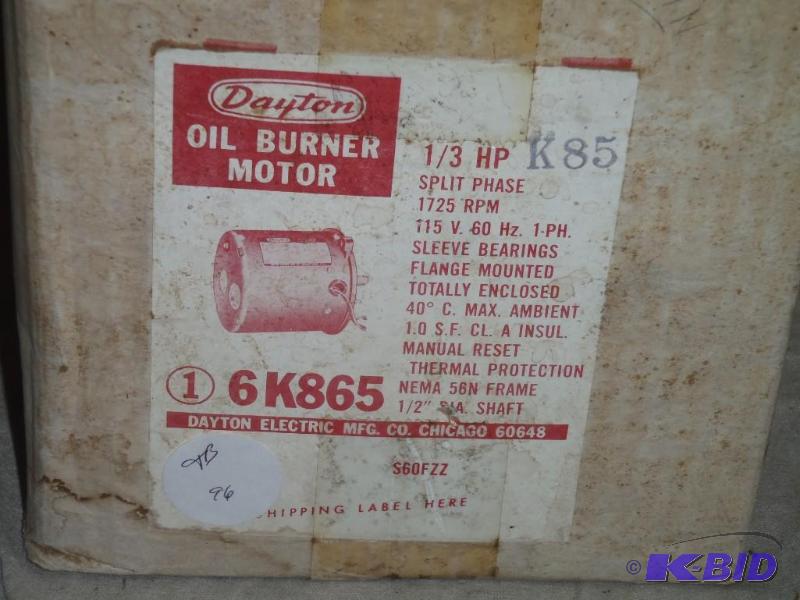 Dayton
OIL BURNER
MOTOR
1/3 HP K85
SPLIT PHASE
1725 RPM
115 V. 60 Hz. 1-PH.
SLEEVE BEARINGS
FLANGE MOUNTED
TOTALLY ENCLOSED
40° C. MAX. AMBIENT
1.0 S.F. CL. A INSUL.
MANUAL RESET
THERMAL PROTECTION
NEMA 56N FRAME
1/2" DIA. SHAFT
1 6K865
DAYTON ELECTRIC MFG. CO. CHICAGO 60648
S60FZZ
96
HIPPING LABEL HERE
© K-BID